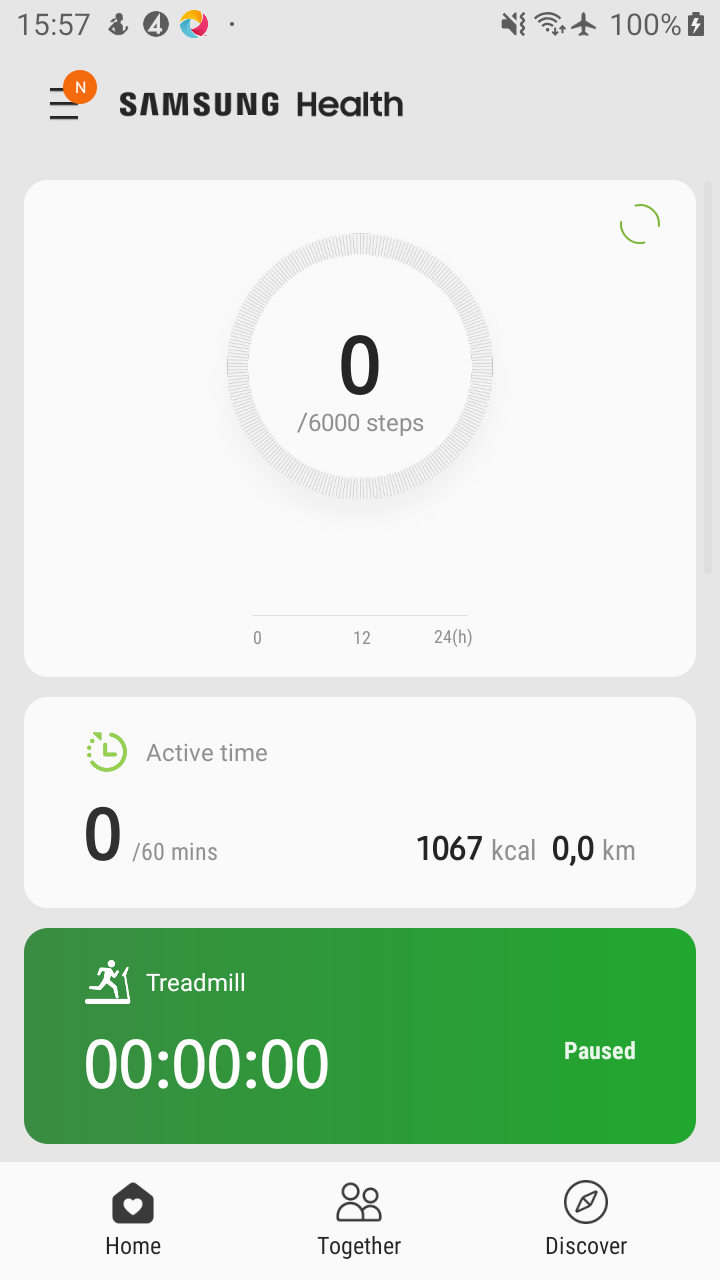 15:57 100%
N
SAMSUNG Health
0
/6000 steps
0 12 24(h)
Active time
0 /60 mins 1067 kcal 0,0 km
Treadmill
00:00:00
Paused
Home Together Discover